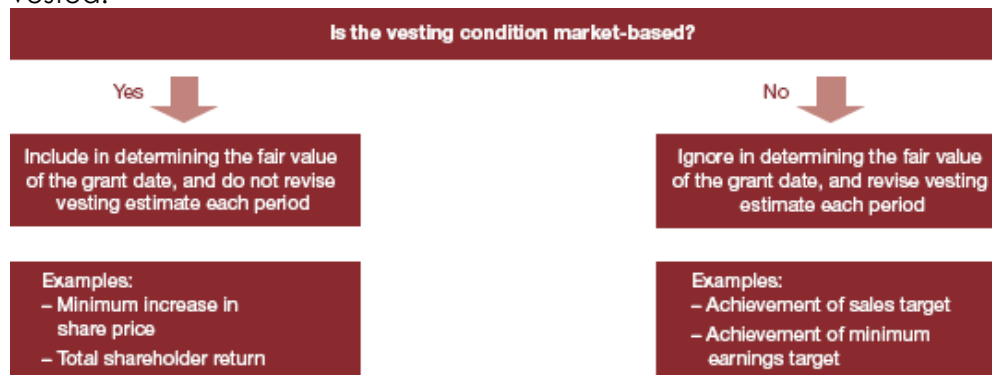 vested.
Is the vesting condition market-based?
Yes
No
Include in determining the fair value
of the grant date, and do not revise
vesting estimate each period
Ignore in determining the fair value
of the grant date, and revise vesting
estimate each period
Examples:
– Minimum increase in
share price
– Total shareholder return
Examples:
– Achievement of sales target
– Achievement of minimum
earnings target